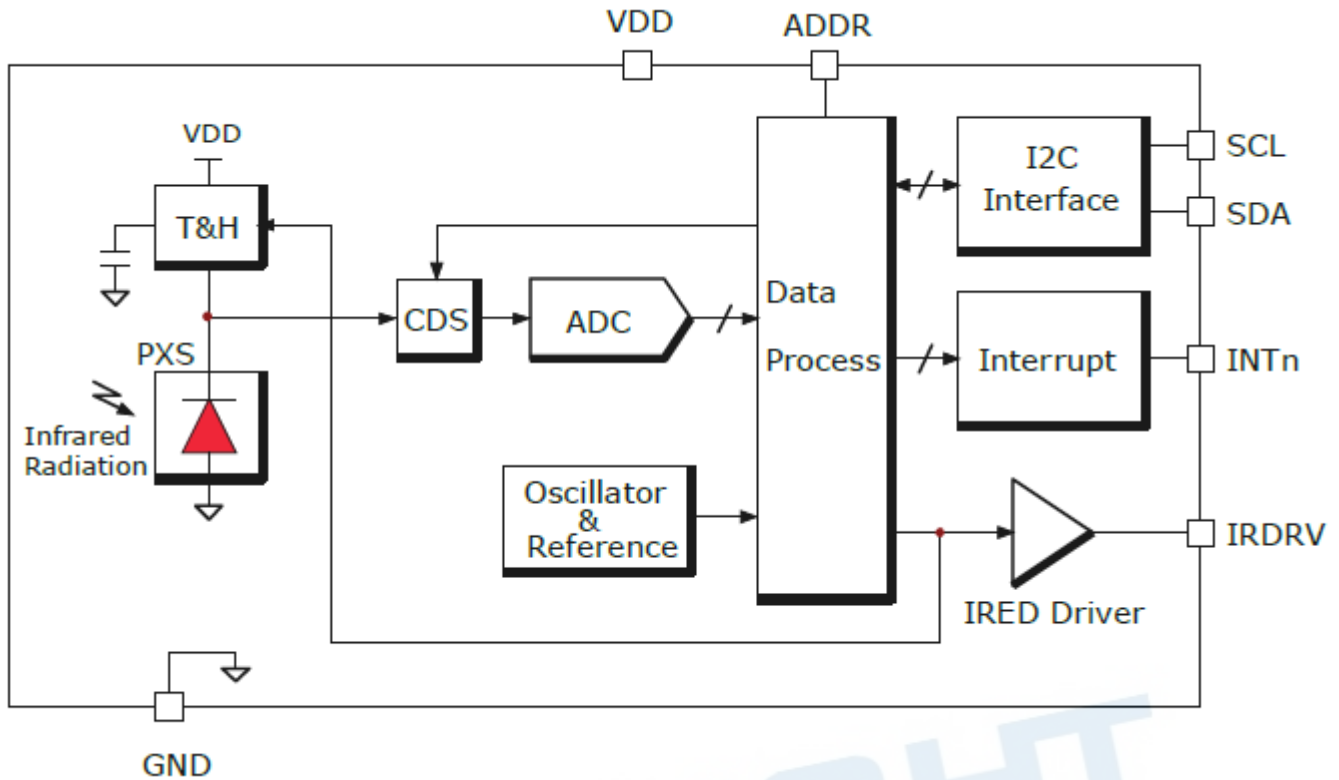 VDD
ADDR
VDD
T&H
I2C
Interface
SCL
SDA
CDS
ADC
Data
Process
PXS
Infrared
Radiation
Interrupt
INTn
Oscillator
&
Reference
IRDRV
IRED Driver
GND